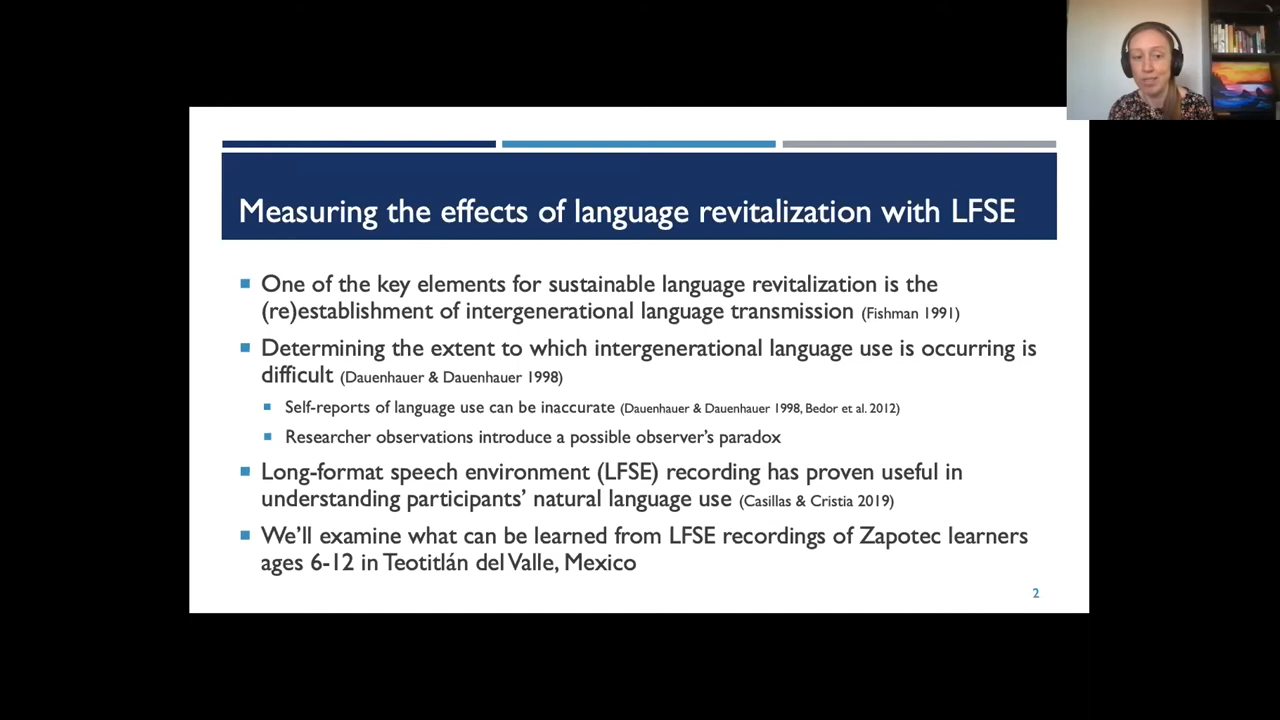 Measuring the effects of language revitalization with LFSE
One of the key elements for sustainable language revitalization is the
(re)establishment of intergenerational language transmission (Fishman 1991)
Determining the extent to which intergenerational language use is occurring is
difficult (Dauenhauer & Dauenhauer 1998)
Self-reports of language use can be inaccurate (Dauenhauer & Dauenhauer 1998, Bedor et al. 2012)
Researcher observations introduce a possible observer's paradox
Long-format speech environment (LFSE) recording has proven useful in
understanding participants' natural language use (Casillas & Cristia 2019)
We'll examine what can be learned from LFSE recordings of Zapotec learners
ages 6-12 in Teotitlán del Valle, Mexico
2